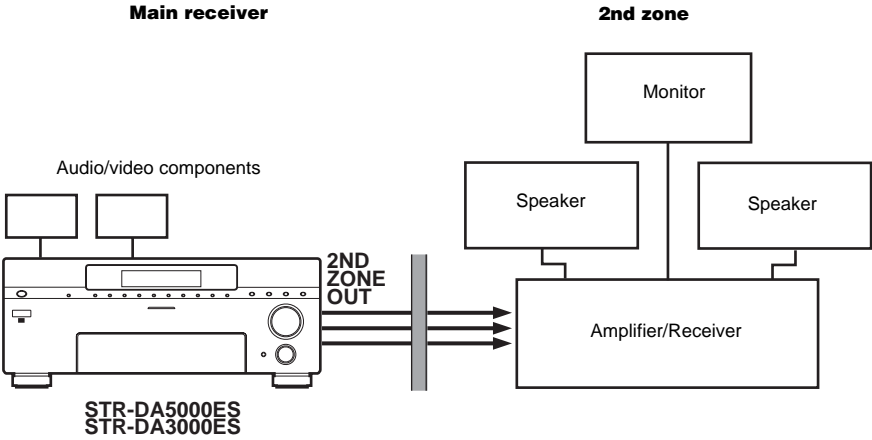 Main receiver
2nd zone
Monitor
Audio/video components
Speaker
Speaker
2ND
ZONE
OUT
Amplifier/Receiver
STR-DA5000ES
STR-DA3000ES